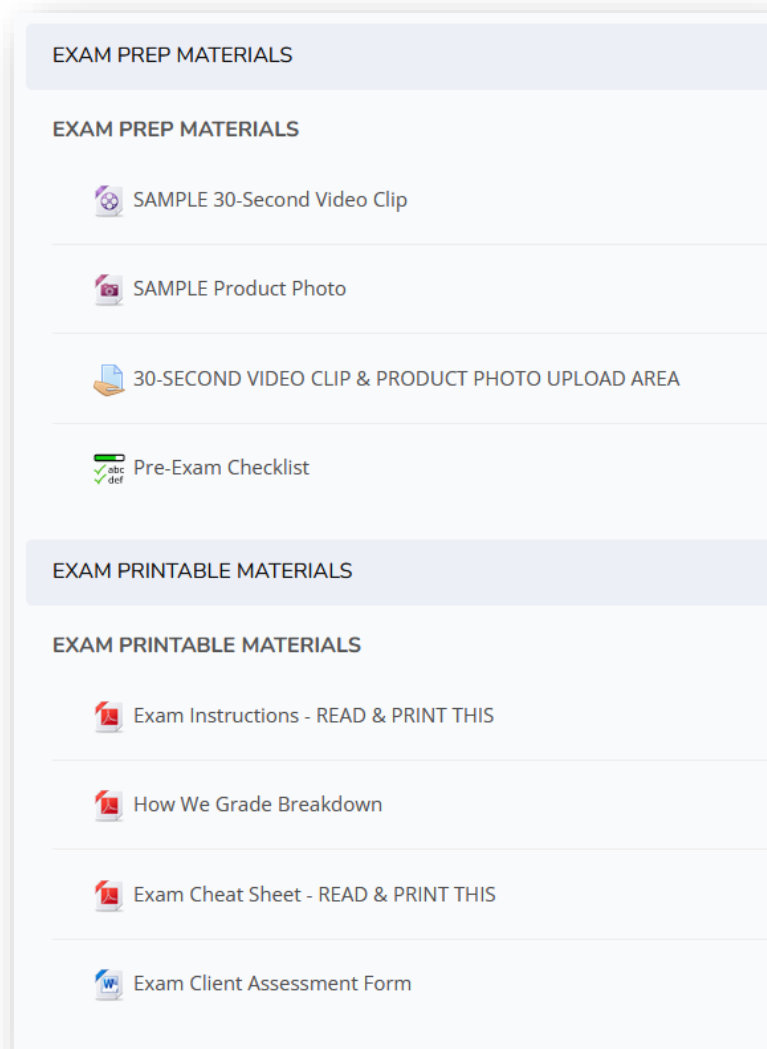 EXAM PREP MATERIALS
EXAM PREP MATERIALS
SAMPLE 30-Second Video Clip
SAMPLE Product Photo
30-SECOND VIDEO CLIP & PRODUCT PHOTO UPLOAD AREA
abc
def
Pre-Exam Checklist
EXAM PRINTABLE MATERIALS
EXAM PRINTABLE MATERIALS
Exam Instructions - READ & PRINT THIS
How We Grade Breakdown
Exam Cheat Sheet - READ & PRINT THIS
W
Exam Client Assessment Form